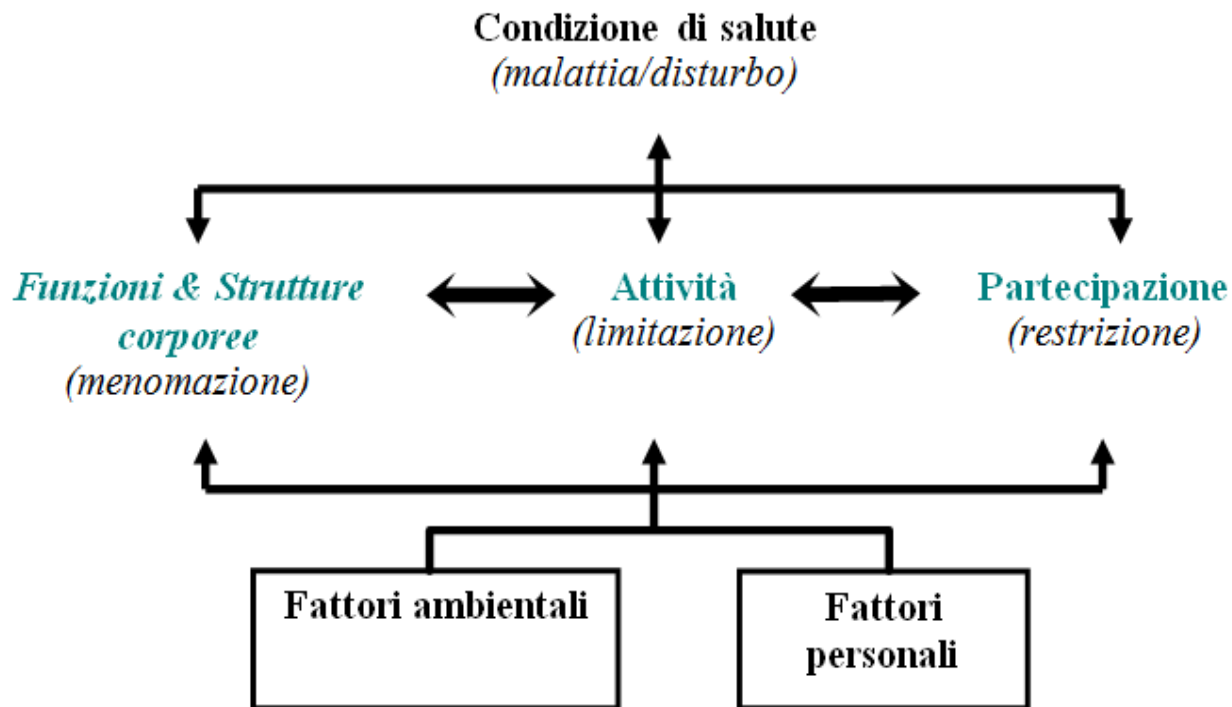 Condizione di salute
(malattia/disturbo)
Funzioni & Strutture
corporee
(menomazione)
Attività
(limitazione)
Partecipazione
(restrizione)
Fattori ambientali
Fattori
personali